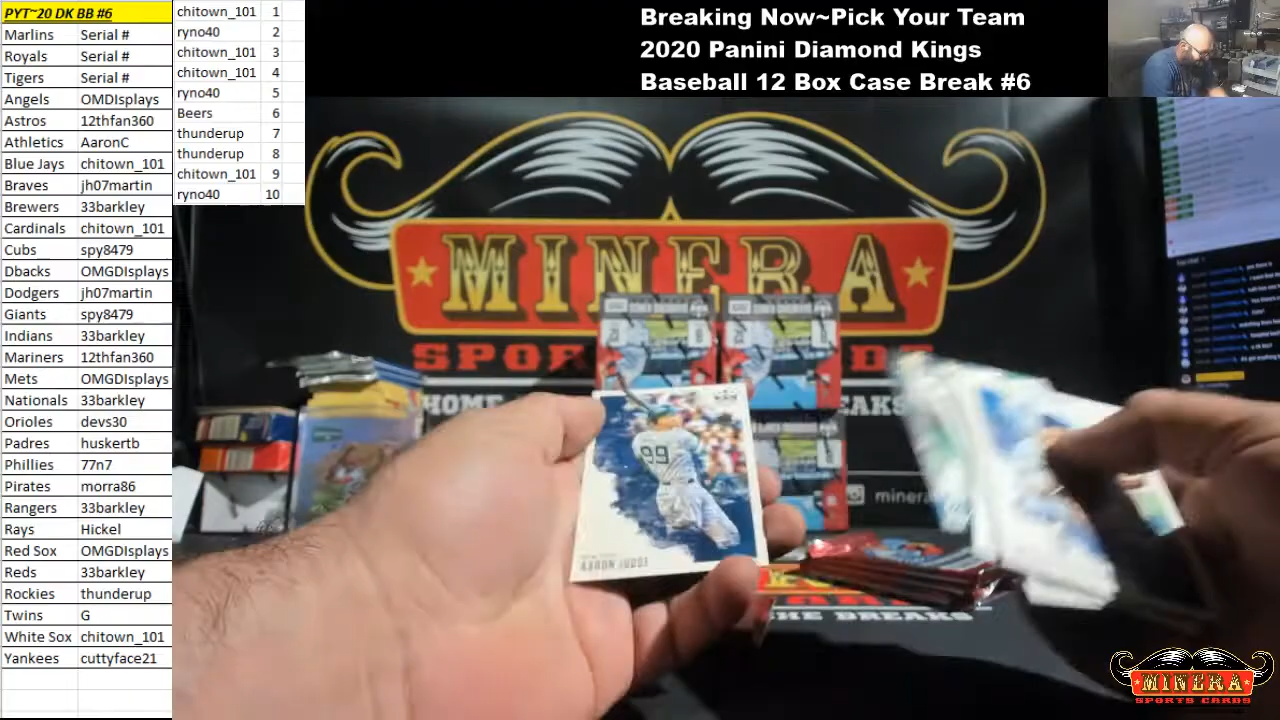 PYT~20 DK BB #6
Marlins Serial #
Royals Serial #
Tigers Serial #
Angels OMDIsplays
Astros 12thfan360
Athletics AaronC
Blue Jays chitown_101
Braves jh07martin
Brewers 33barkley
Cardinals chitown_101
Cubs spy8479
Dbacks OMGDIsplays
Dodgers jh07martin
Giants spy8479
Indians 33barkley
Mariners 12thfan360
Mets OMGDIsplays
Nationals 33barkley
Orioles devs30
Padres huskertb
Phillies 77n7
Pirates morra86
Rangers 33barkley
Rays Hickel
Red Sox OMGDIsplays
Reds 33barkley
Rockies thunderup
Twins G
White Sox chitown_101
Yankees cuttyface21
chitown_101 1
ryno40 2
chitown_101 3
chitown_101 4
ryno40 5
Beers 6
thunderup 7
thunderup 8
chitown_101 9
ryno40 10
Breaking Now~Pick Your Team
2020 Panini Diamond Kings
Baseball 12 Box Case Break #6
MINERA
99
AARON JUDGE
HE BREAKS
MINERA
SPORTS CARDS